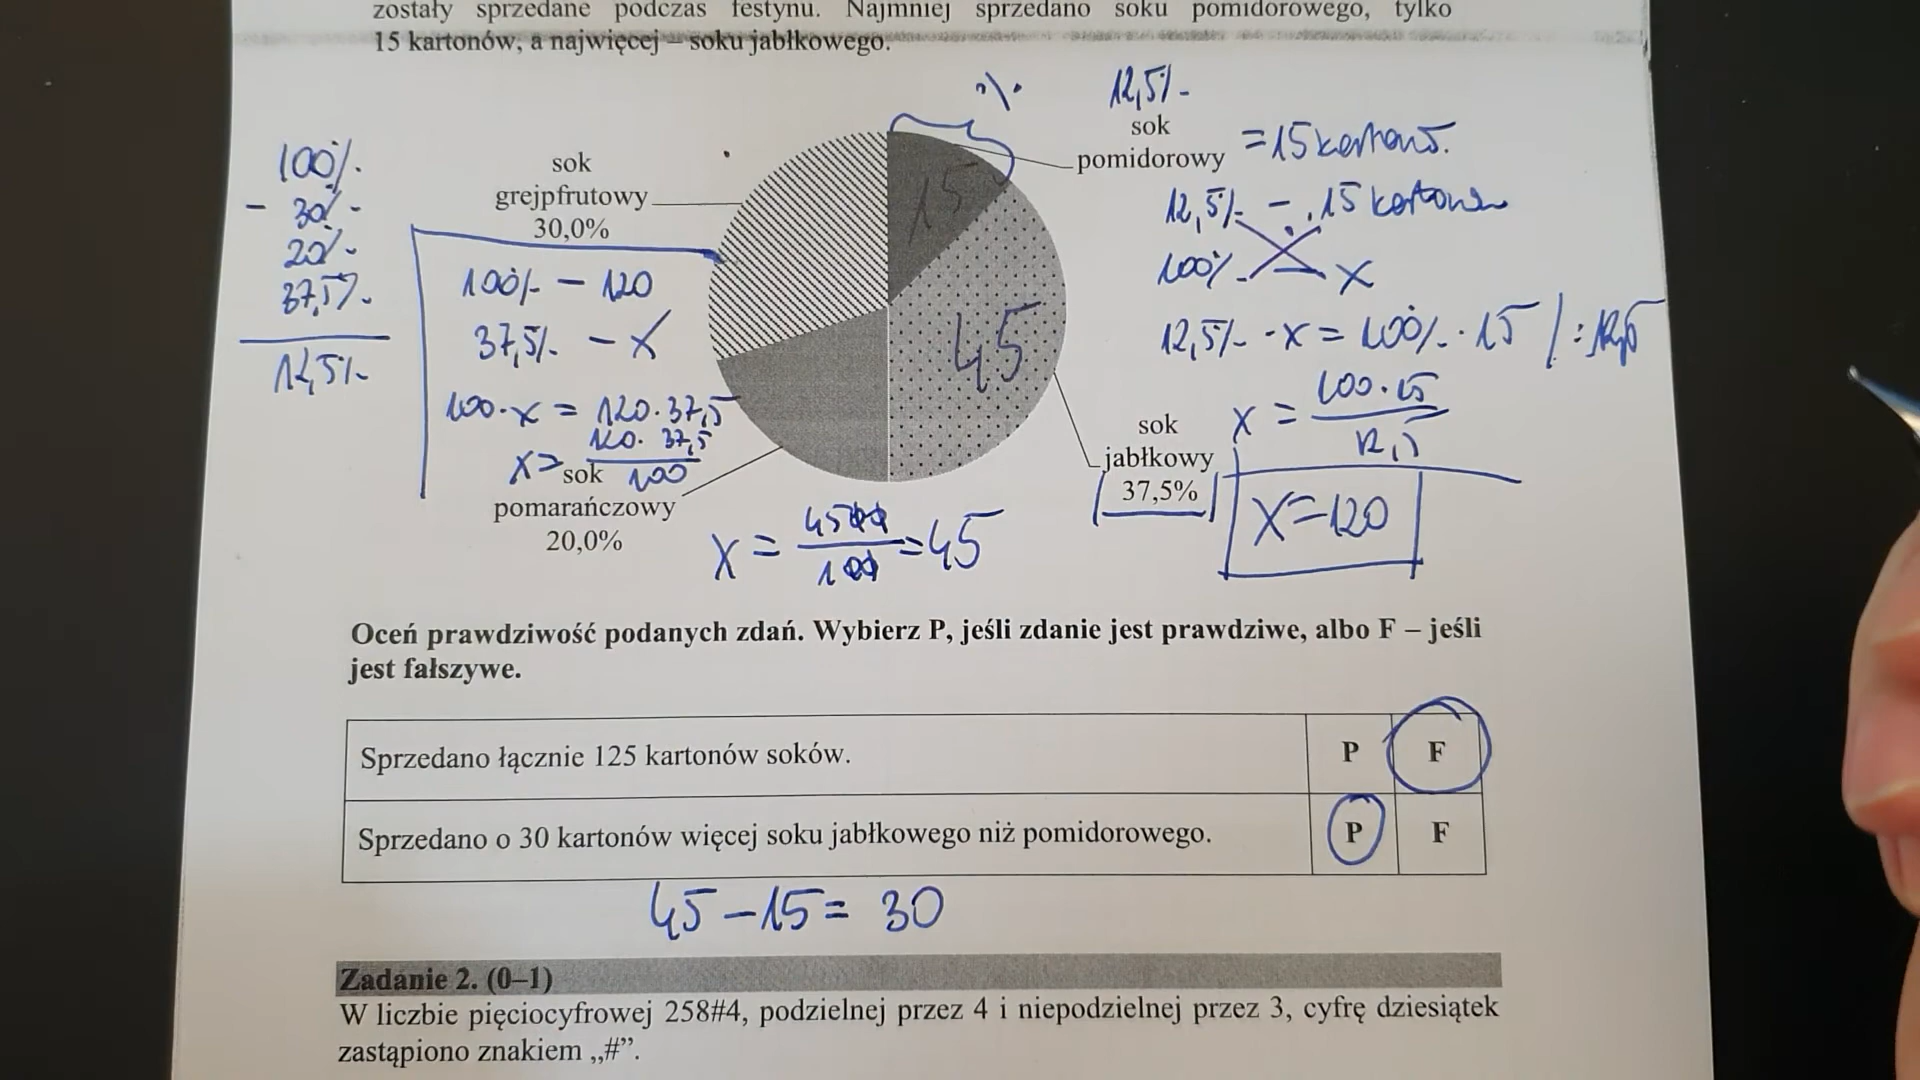 zostały sprzedane podczas festynu. Najmniej sprzedano soku pomidorowego, tylko
15 kartonów, a najwięcej – soku jabłkowego.
%
12,5%
sok
pomidorowy
= 15 kartonów.
100%
- 30%
20%
37,5%
12,5%
sok
grejpfrutowy
30,0%
15
12,5% - 15 kartonów
100% - x
100% - 120
37,5% - x
45
12,5% · x = 100% · 15 / : 12,5
100 · x = 120 · 37,5
x = 120 · 37,5
100
x = 100 · 15
12,5
sok
jabłkowy
37,5%
sok
pomarańczowy
20,0%
x = 4500
100
= 45
x = 120
Oceń prawdziwość podanych zdań. Wybierz P, jeśli zdanie jest prawdziwe, albo F – jeśli
jest fałszywe.
Sprzedano łącznie 125 kartonów soków. P F
Sprzedano o 30 kartonów więcej soku jabłkowego niż pomidorowego. P F
45 - 15 = 30
Zadanie 2. (0–1)
W liczbie pięciocyfrowej 258#4, podzielnej przez 4 i niepodzielnej przez 3, cyfrę dziesiątek
zastąpiono znakiem „#”.